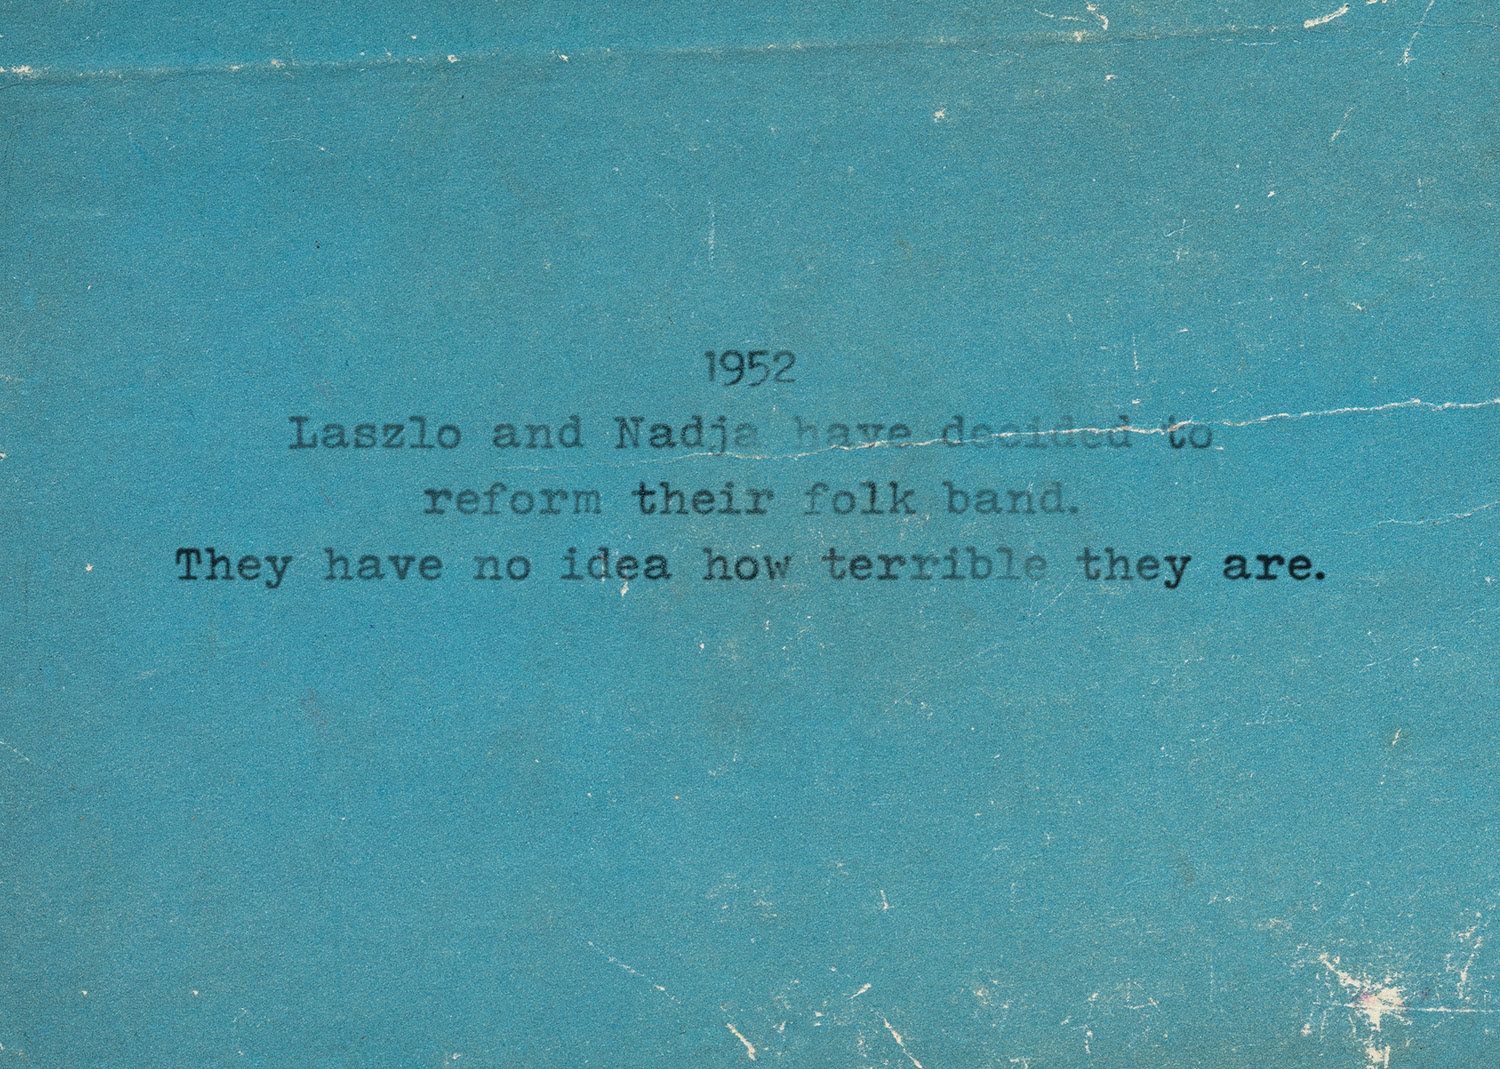 1952
Laszlo and Nadja have decided to
reform their folk band.
They have no idea how terrible they are.